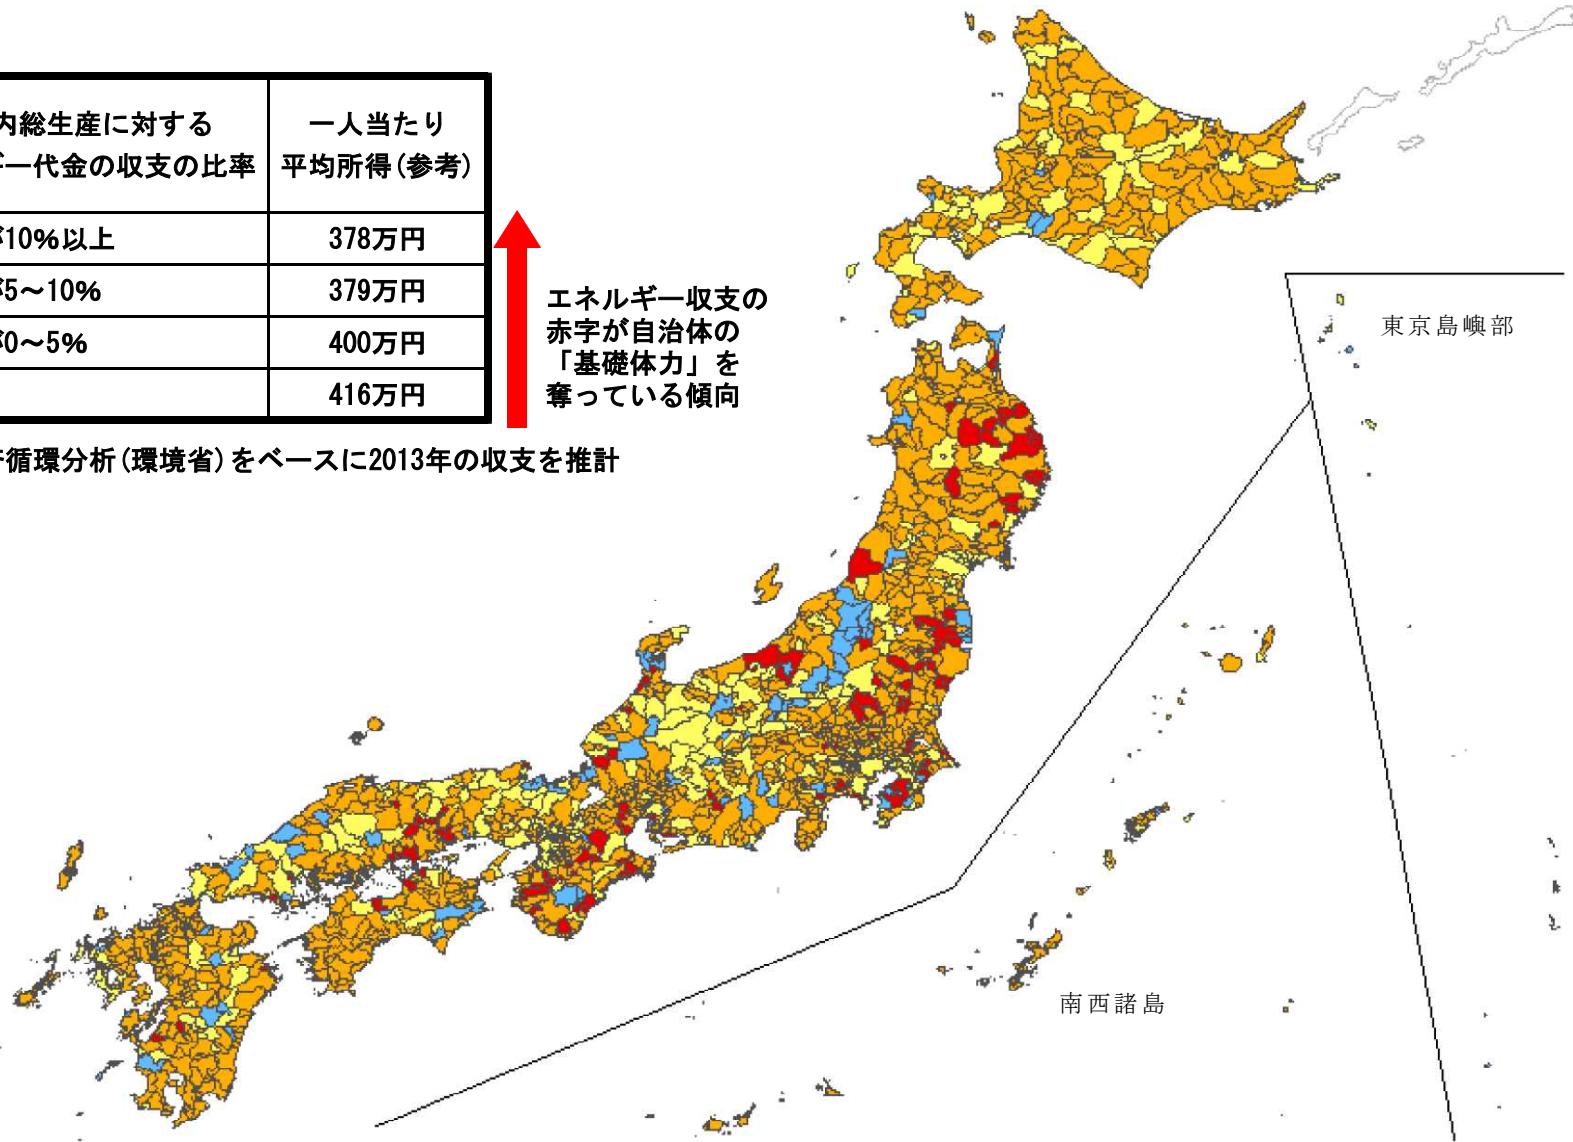 内総生産に対する
ー代金の収支の比率
一人当たり
平均所得(参考)
10%以上
378万円
5～10%
379万円
0～5%
400万円
416万円
エネルギー収支の
赤字が自治体の
「基礎体力」を
奪っている傾向
循環分析(環境省)をベースに2013年の収支を推計
東京島嶼部
南西諸島